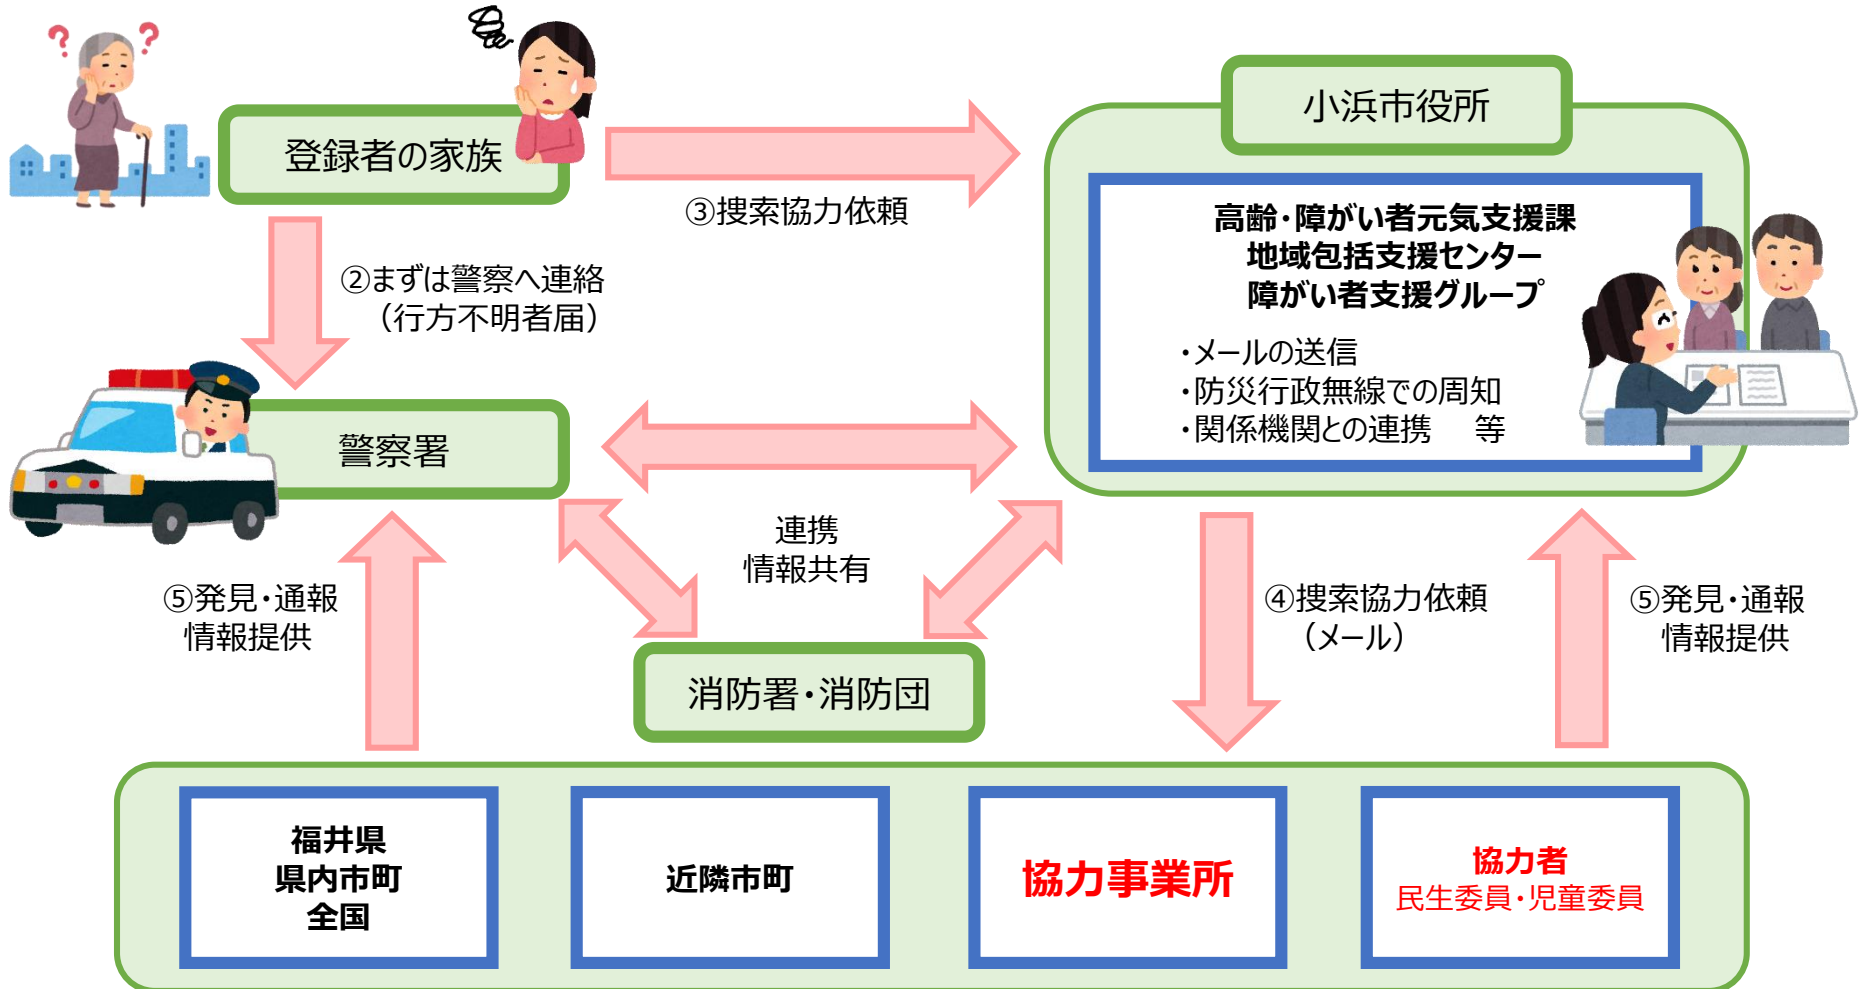 ? ?
登録者の家族
小浜市役所
③捜索協力依頼
高齢・障がい者元気支援課
地域包括支援センター
障がい者支援グループ
・メールの送信
・防災行政無線での周知
・関係機関との連携　等
②まずは警察へ連絡
（行方不明者届）
警察署
連携
情報共有
⑤発見・通報
情報提供
④捜索協力依頼
（メール）
⑤発見・通報
情報提供
消防署・消防団
福井県
県内市町
全国
近隣市町
協力事業所
協力者
民生委員・児童委員